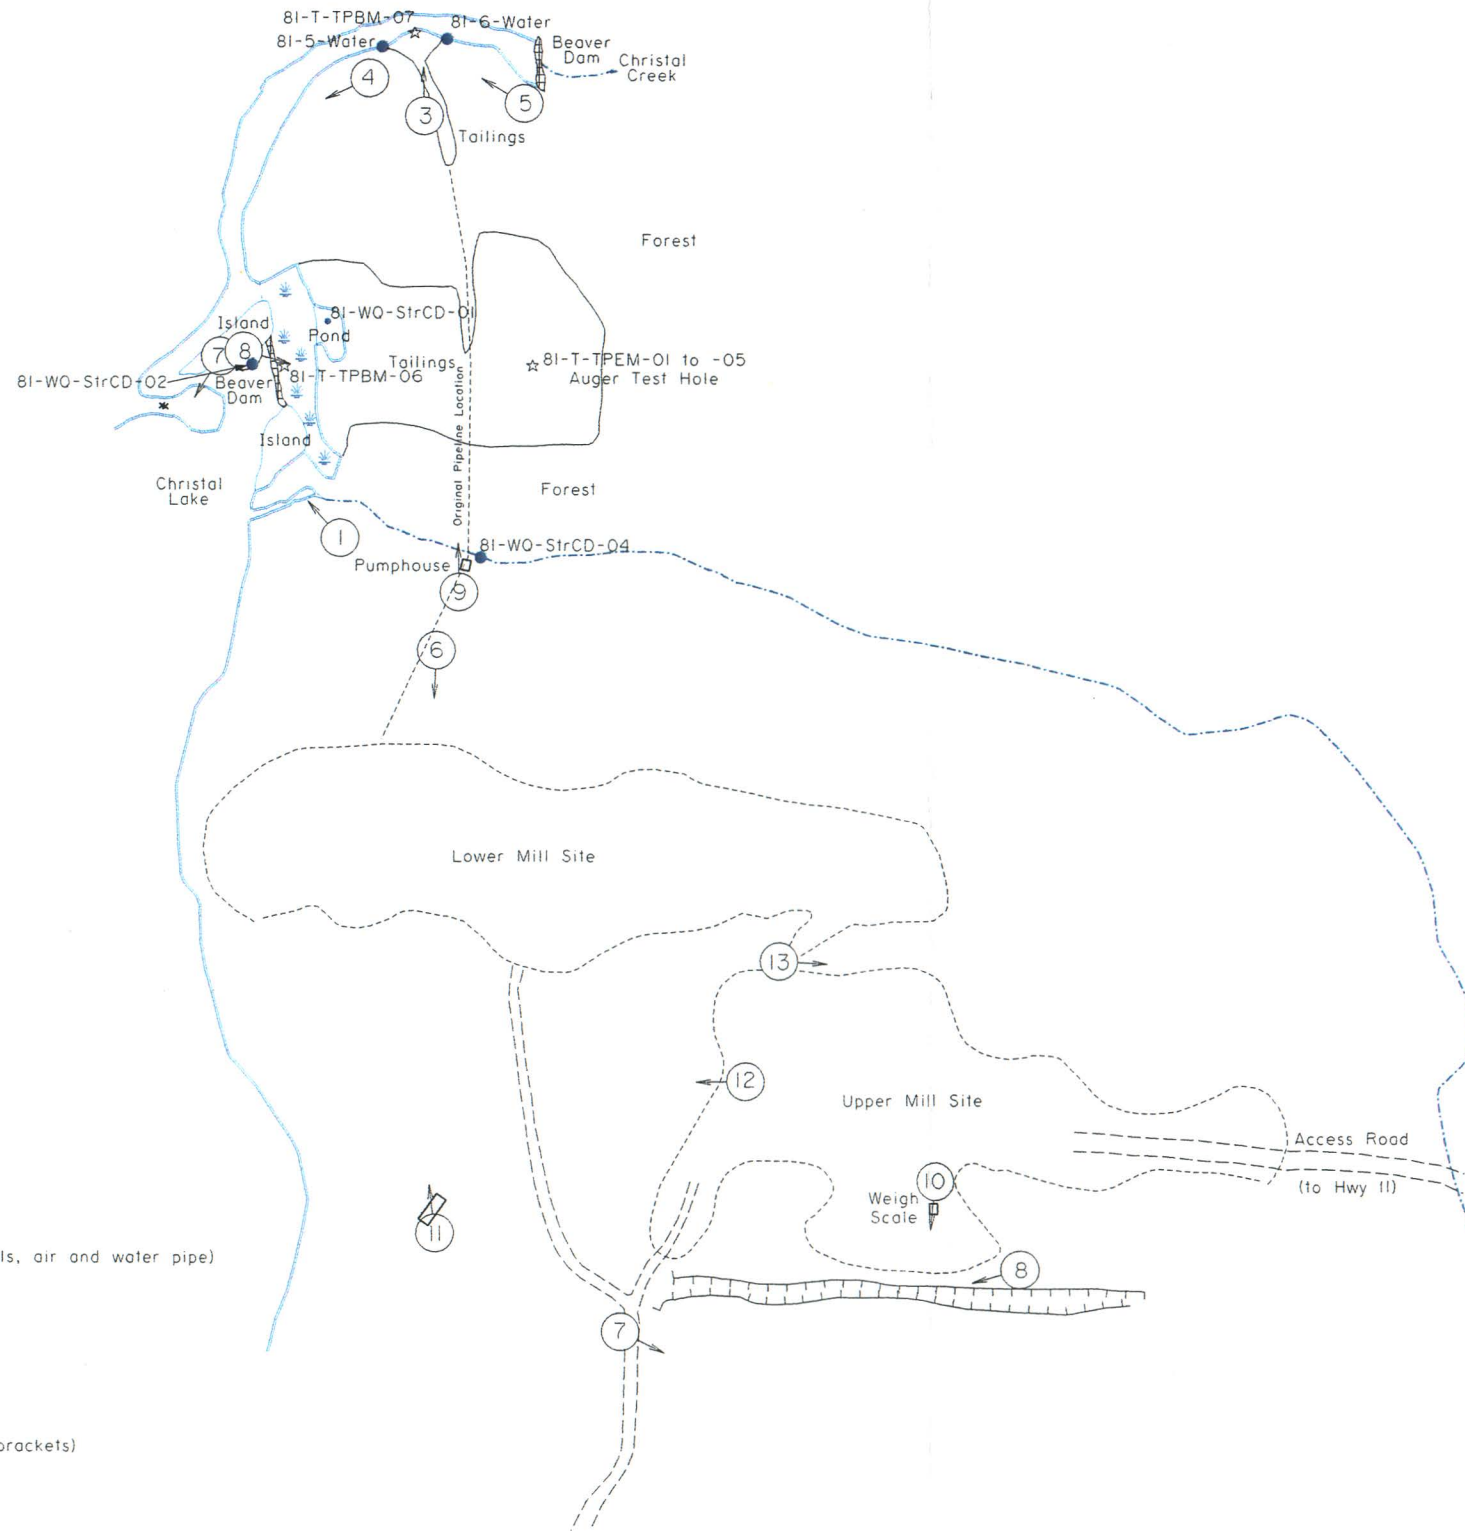 81-T-TPBM-07
81-6-Water
81-5-Water
Beaver
Dam
Christal
Creek
4
5
3
Tailings
Forest
81-WQ-StrCD-01
Island
Pond
7
8
Tailings
81-T-TPEM-01 to -05
Auger Test Hole
81-WQ-StrCD-02
Beaver
Dam
81-T-TPBM-06
Original Pipeline Location
Island
Christal
Lake
Forest
1
81-WQ-StrCD-04
Pumphouse
9
6
Lower Mill Site
13
12
Upper Mill Site
Access Road
(to Hwy 11)
10
Weigh
Scale
11
ls, air and water pipe)
8
7
brackets)